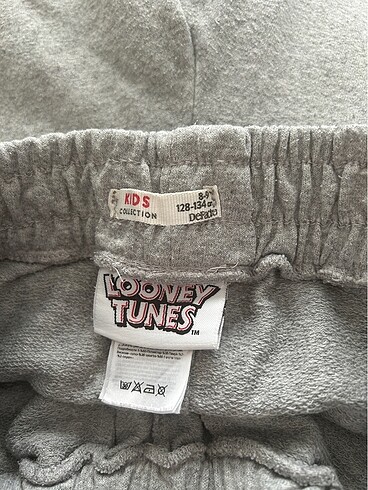 KIDS
COLLECTION
8-9
128-134 cm
DeFacto
LOONEY
TUNES
TM